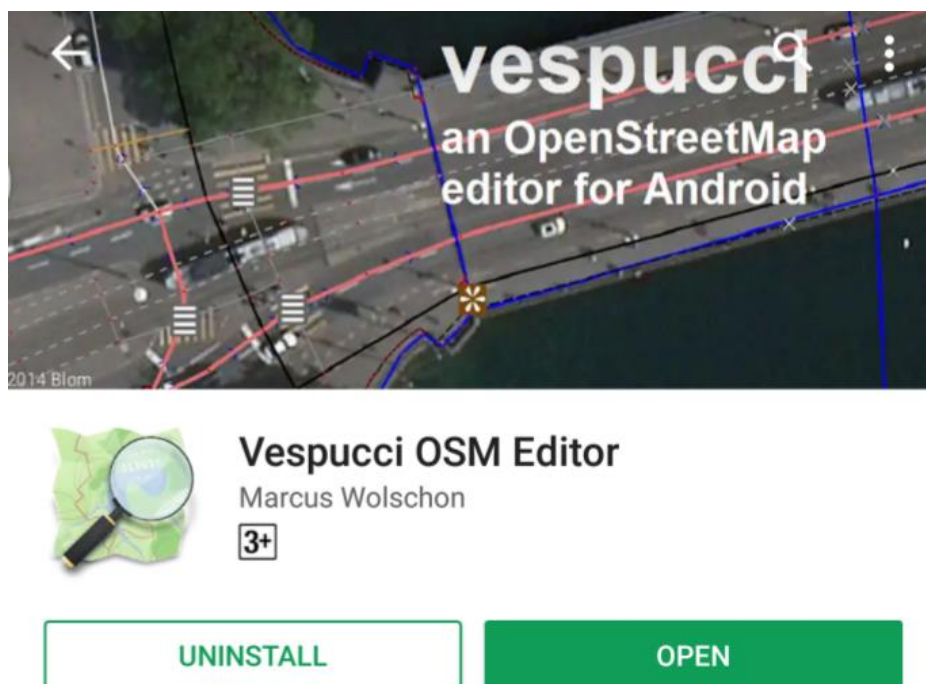 vespucci
an OpenStreetMap
editor for Android
2014 Blom
Vespucci OSM Editor
Marcus Wolschon
3+
UNINSTALL
OPEN